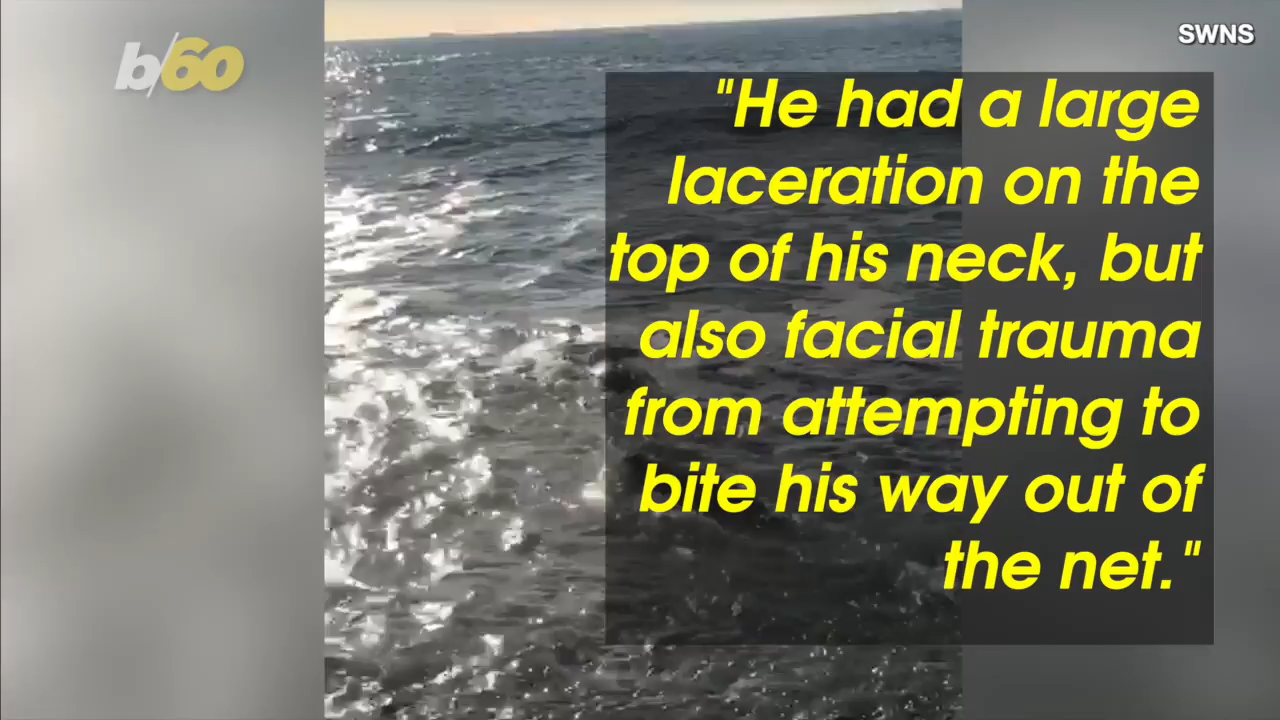 b/60
SWNS
"He had a large
laceration on the
top of his neck, but
also facial trauma
from attempting to
bite his way out of
the net."